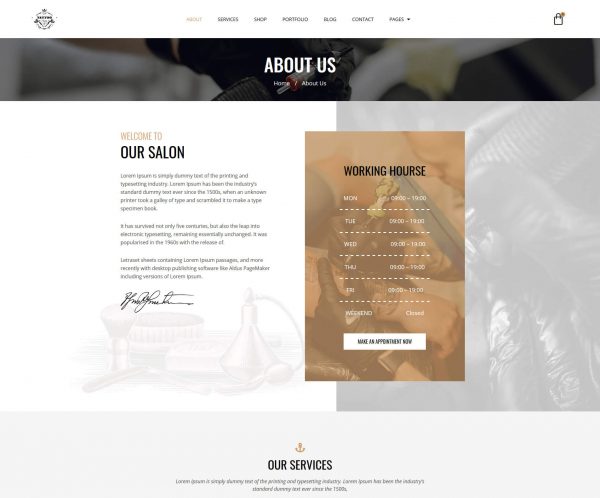 TATTOO
ABOUT SERVICES SHOP PORTFOLIO BLOG CONTACT PAGES
ABOUT US
Home / About Us
WELCOME TO
OUR SALON
Lorem Ipsum is simply dummy text of the printing and
typesetting industry. Lorem Ipsum has been the industry's
standard dummy text ever since the 1500s, when an unknown
printer took a galley of type and scrambled it to make a type
specimen book.
It has survived not only five centuries, but also the leap into
electronic typesetting, remaining essentially unchanged. It was
popularised in the 1960s with the release of.
Letraset sheets containing Lorem Ipsum passages, and more
recently with desktop publishing software like Aldus PageMaker
including versions of Lorem Ipsum.
WORKING HOURSE
MON 09:00 – 19:00
TUE 09:00 – 19:00
WED 09:00 – 19:00
THU 09:00 – 19:00
FRI 09:00 – 19:00
WEEKEND Closed
MAKE AN APPOINTMENT NOW
OUR SERVICES
Lorem Ipsum is simply dummy text of the printing and typesetting industry. Lorem Ipsum has been the industry's
standard dummy text ever since the 1500s,